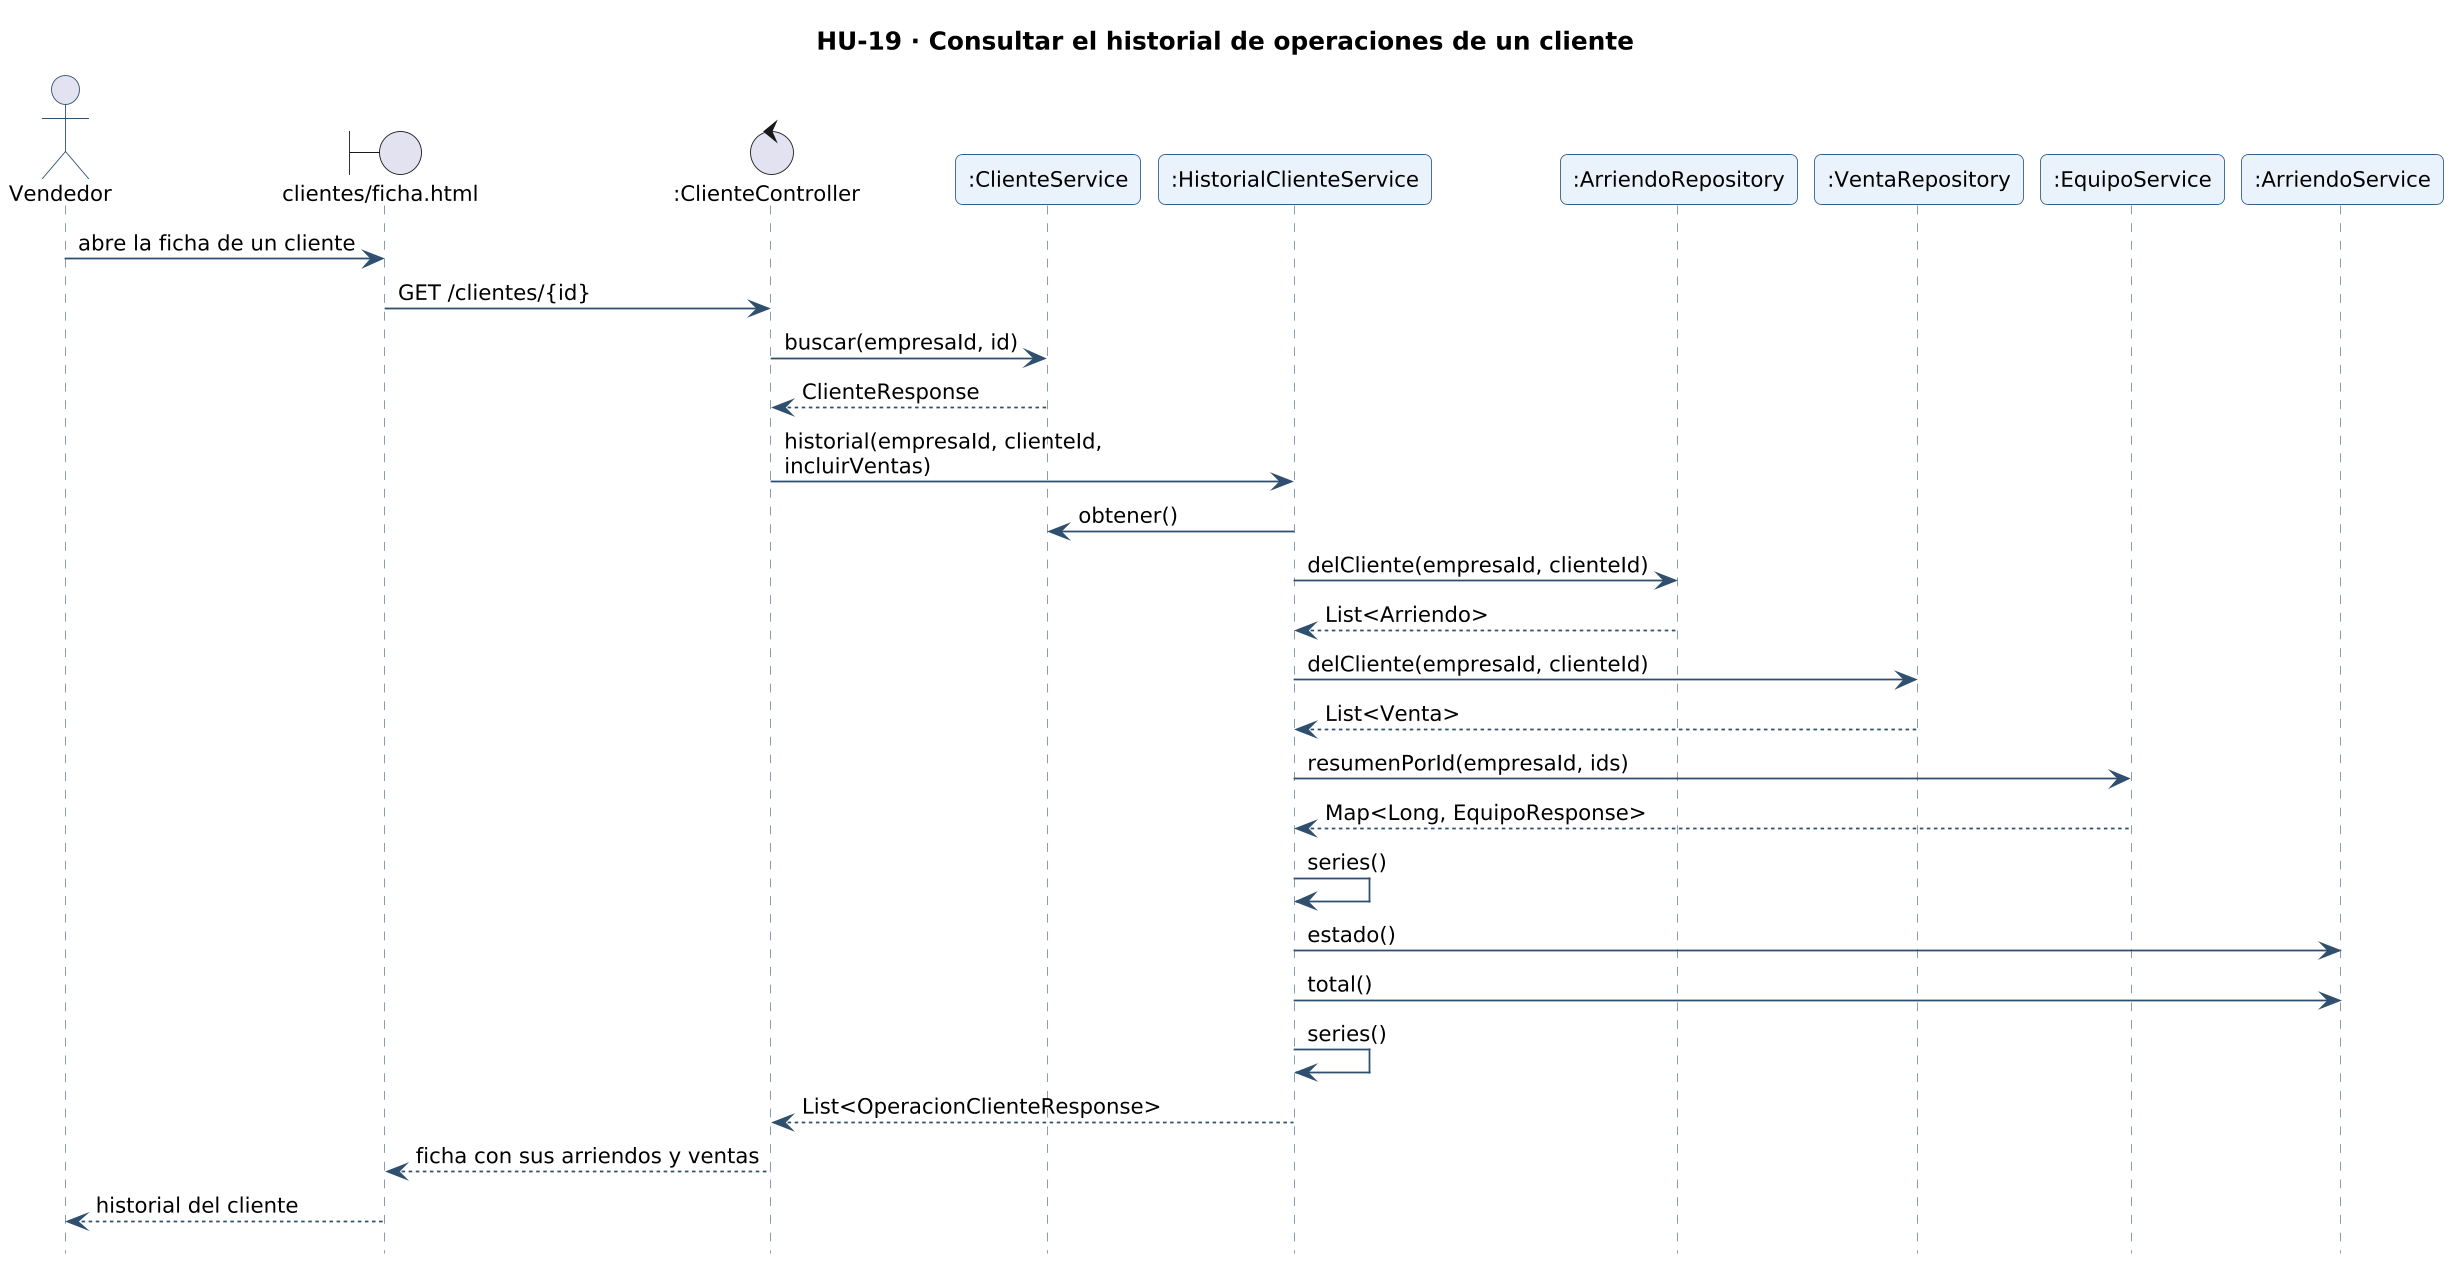 HU-19 · Consultar el historial de operaciones de un cliente
Vendedor
clientes/ficha.html
:ClienteController
:ClienteService
:HistorialClienteService
:ArriendoRepository
:VentaRepository
:EquipoService
:ArriendoService
abre la ficha de un cliente
GET /clientes/{id}
buscar(empresaId, id)
ClienteResponse
historial(empresaId, clienteId,
incluirVentas)
obtener()
delCliente(empresaId, clienteId)
List<Arriendo>
delCliente(empresaId, clienteId)
List<Venta>
resumenPorId(empresaId, ids)
Map<Long, EquipoResponse>
series()
estado()
total()
series()
List<OperacionClienteResponse>
ficha con sus arriendos y ventas
historial del cliente